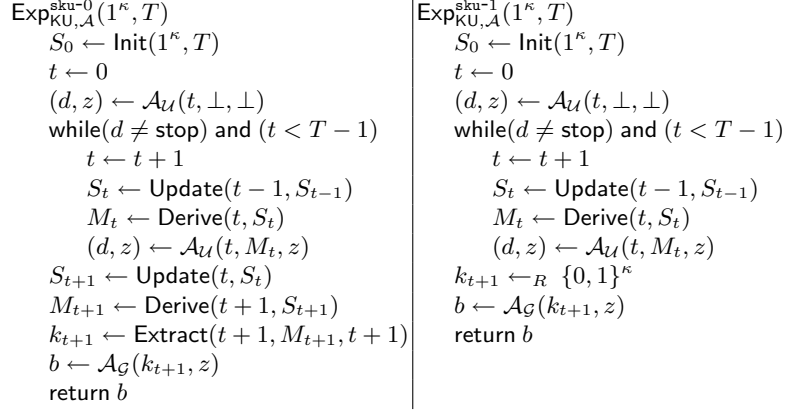 Exp^{sku-0}_{KU,𝒜}(1^κ, T)
S_0 ← Init(1^κ, T)
t ← 0
(d, z) ← 𝒜_𝒰(t, ⊥, ⊥)
while(d ≠ stop) and (t < T − 1)
t ← t + 1
S_t ← Update(t − 1, S_{t−1})
M_t ← Derive(t, S_t)
(d, z) ← 𝒜_𝒰(t, M_t, z)
S_{t+1} ← Update(t, S_t)
M_{t+1} ← Derive(t + 1, S_{t+1})
k_{t+1} ← Extract(t + 1, M_{t+1}, t + 1)
b ← 𝒜_𝒢(k_{t+1}, z)
return b
Exp^{sku-1}_{KU,𝒜}(1^κ, T)
S_0 ← Init(1^κ, T)
t ← 0
(d, z) ← 𝒜_𝒰(t, ⊥, ⊥)
while(d ≠ stop) and (t < T − 1)
t ← t + 1
S_t ← Update(t − 1, S_{t−1})
M_t ← Derive(t, S_t)
(d, z) ← 𝒜_𝒰(t, M_t, z)
k_{t+1} ←_R {0, 1}^κ
b ← 𝒜_𝒢(k_{t+1}, z)
return b